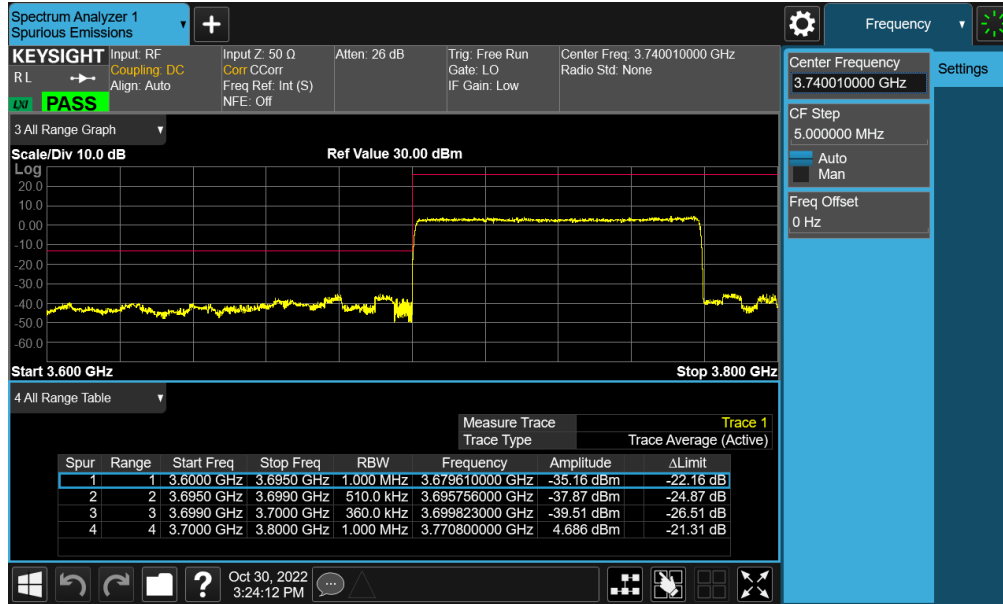 Spectrum Analyzer 1
Spurious Emissions
+
Frequency
KEYSIGHT
R L
LXI
PASS
Input: RF
Coupling: DC
Align: Auto
Input Z: 50 Ω
Corr CCorr
Freq Ref: Int (S)
NFE: Off
Atten: 26 dB
Trig: Free Run
Gate: LO
IF Gain: Low
Center Freq: 3.740010000 GHz
Radio Std: None
Center Frequency
3.740010000 GHz
Settings
CF Step
5.000000 MHz
Auto
Man
Freq Offset
0 Hz
3 All Range Graph
Scale/Div 10.0 dB
Ref Value 30.00 dBm
Log
20.0
10.0
0.00
-10.0
-20.0
-30.0
-40.0
-50.0
-60.0
Start 3.600 GHz
Stop 3.800 GHz
4 All Range Table
Measure Trace Trace 1
Trace Type Trace Average (Active)
Spur Range Start Freq Stop Freq RBW Frequency Amplitude ΔLimit
1 1 3.6000 GHz 3.6950 GHz 1.000 MHz 3.679610000 GHz -35.16 dBm -22.16 dB
2 2 3.6950 GHz 3.6990 GHz 510.0 kHz 3.695756000 GHz -37.87 dBm -24.87 dB
3 3 3.6990 GHz 3.7000 GHz 360.0 kHz 3.699823000 GHz -39.51 dBm -26.51 dB
4 4 3.7000 GHz 3.8000 GHz 1.000 MHz 3.770800000 GHz 4.686 dBm -21.31 dB
?
Oct 30, 2022
3:24:12 PM